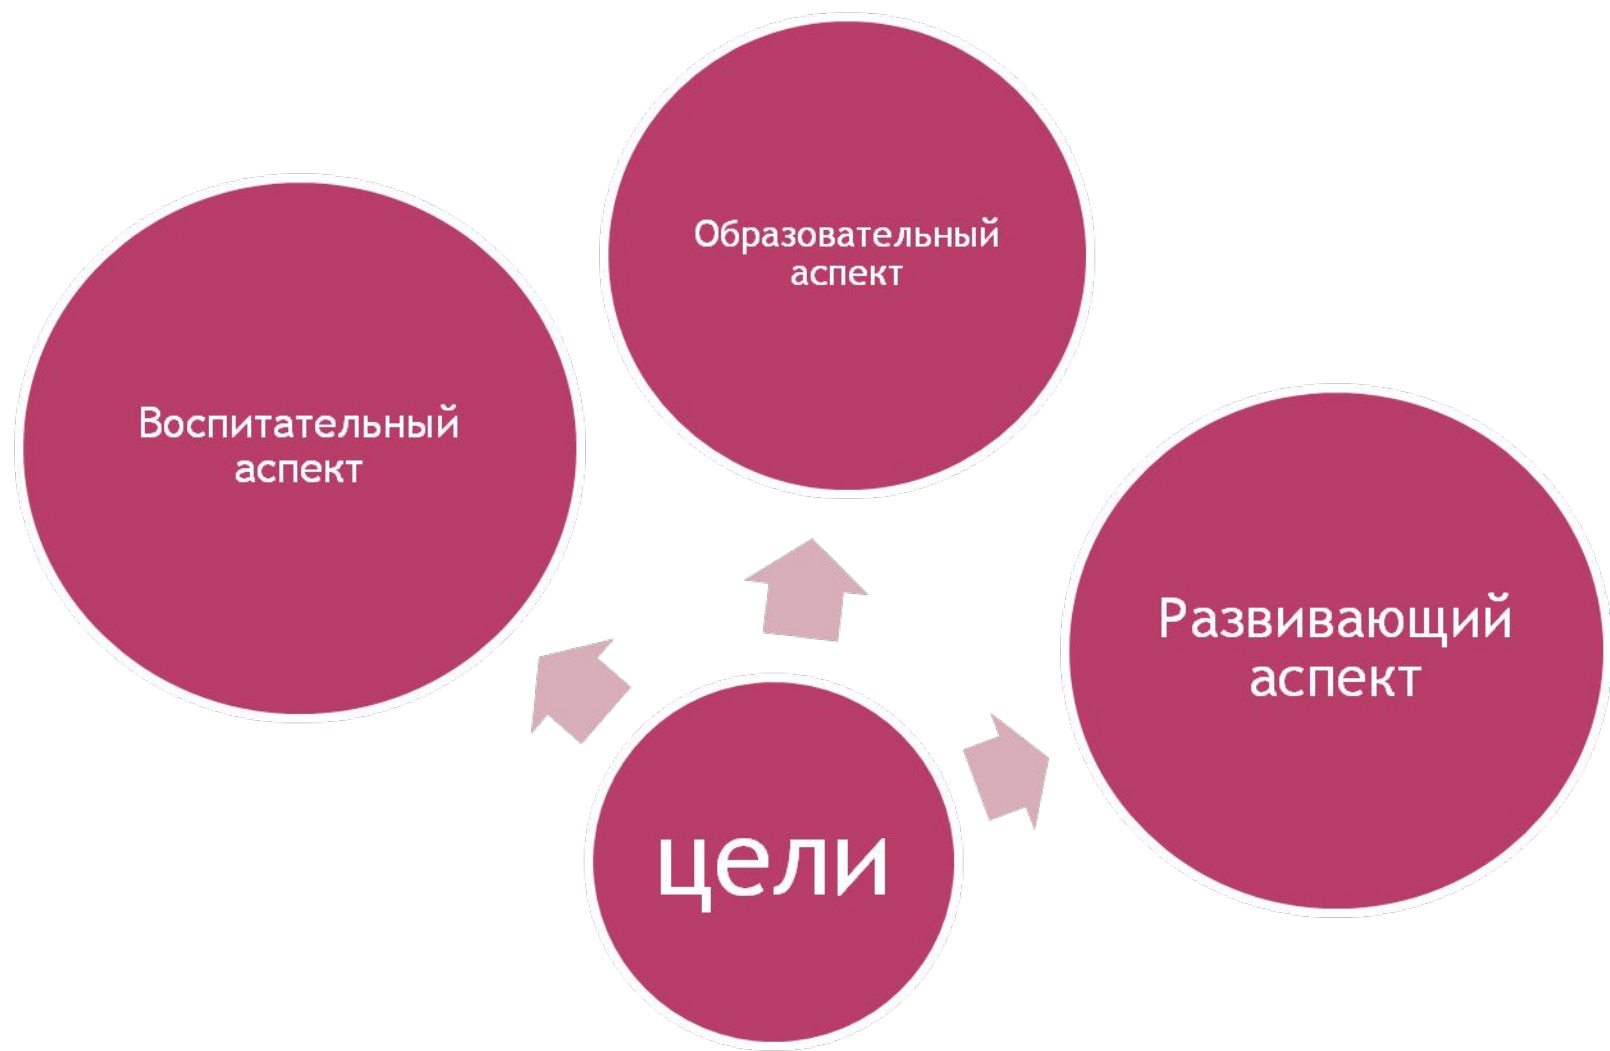 Образовательный
аспект
Воспитательный
аспект
Развивающий
аспект
цели